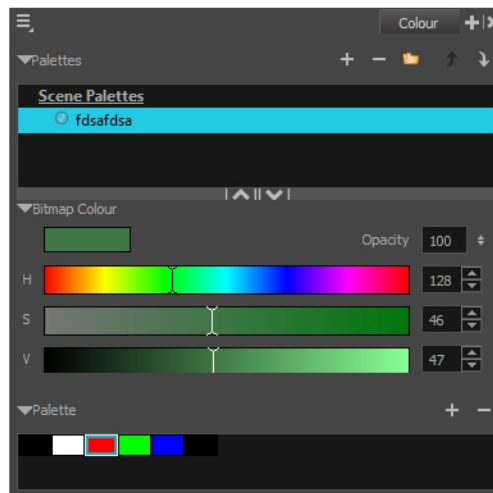 Colour
Palettes
Scene Palettes
fdsafdsa
Bitmap Colour
Opacity 100
H 128
S 46
V 47
Palette